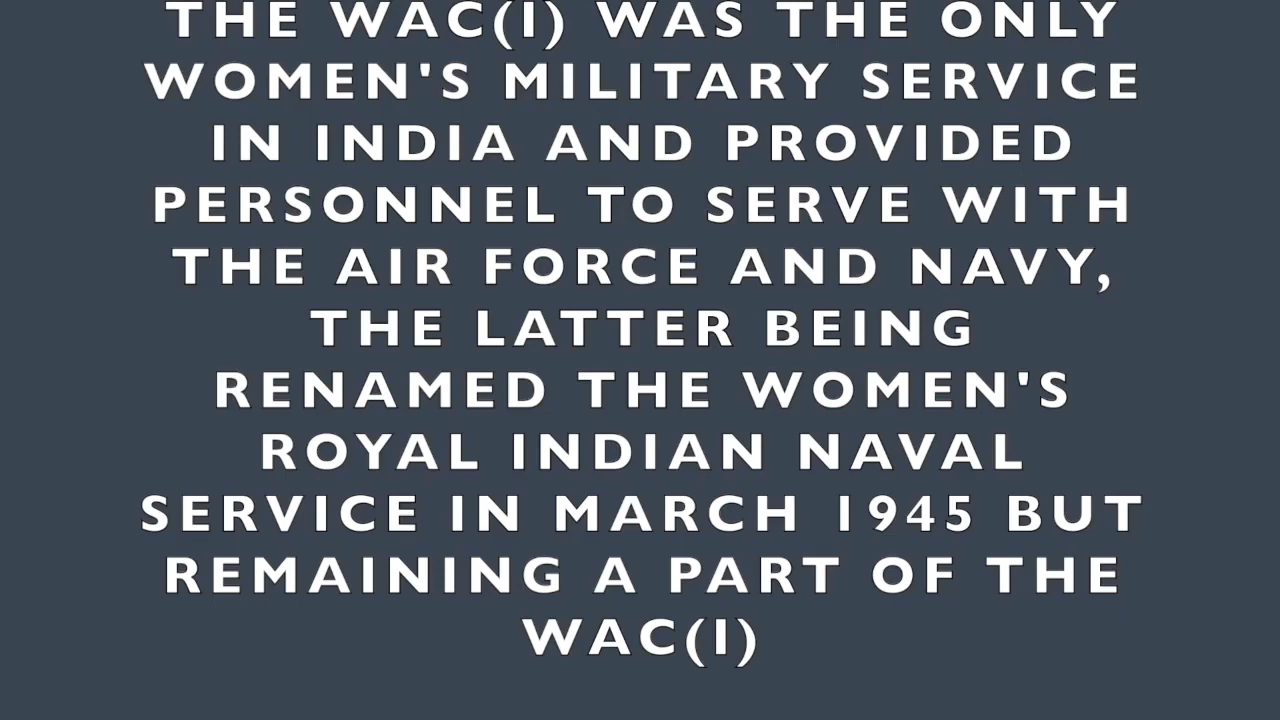 THE WAC(I) WAS THE ONLY
WOMEN'S MILITARY SERVICE
IN INDIA AND PROVIDED
PERSONNEL TO SERVE WITH
THE AIR FORCE AND NAVY,
THE LATTER BEING
RENAMED THE WOMEN'S
ROYAL INDIAN NAVAL
SERVICE IN MARCH 1945 BUT
REMAINING A PART OF THE
WAC(I)